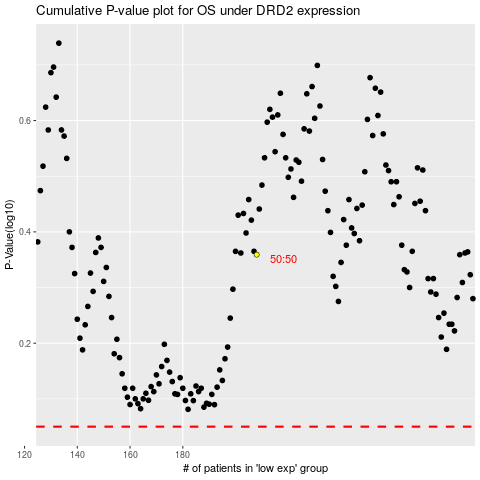 Cumulative P-value plot for OS under DRD2 expression
P-Value(log10)
0.6
0.4
0.2
50:50
120 140 160 180
# of patients in 'low exp' group